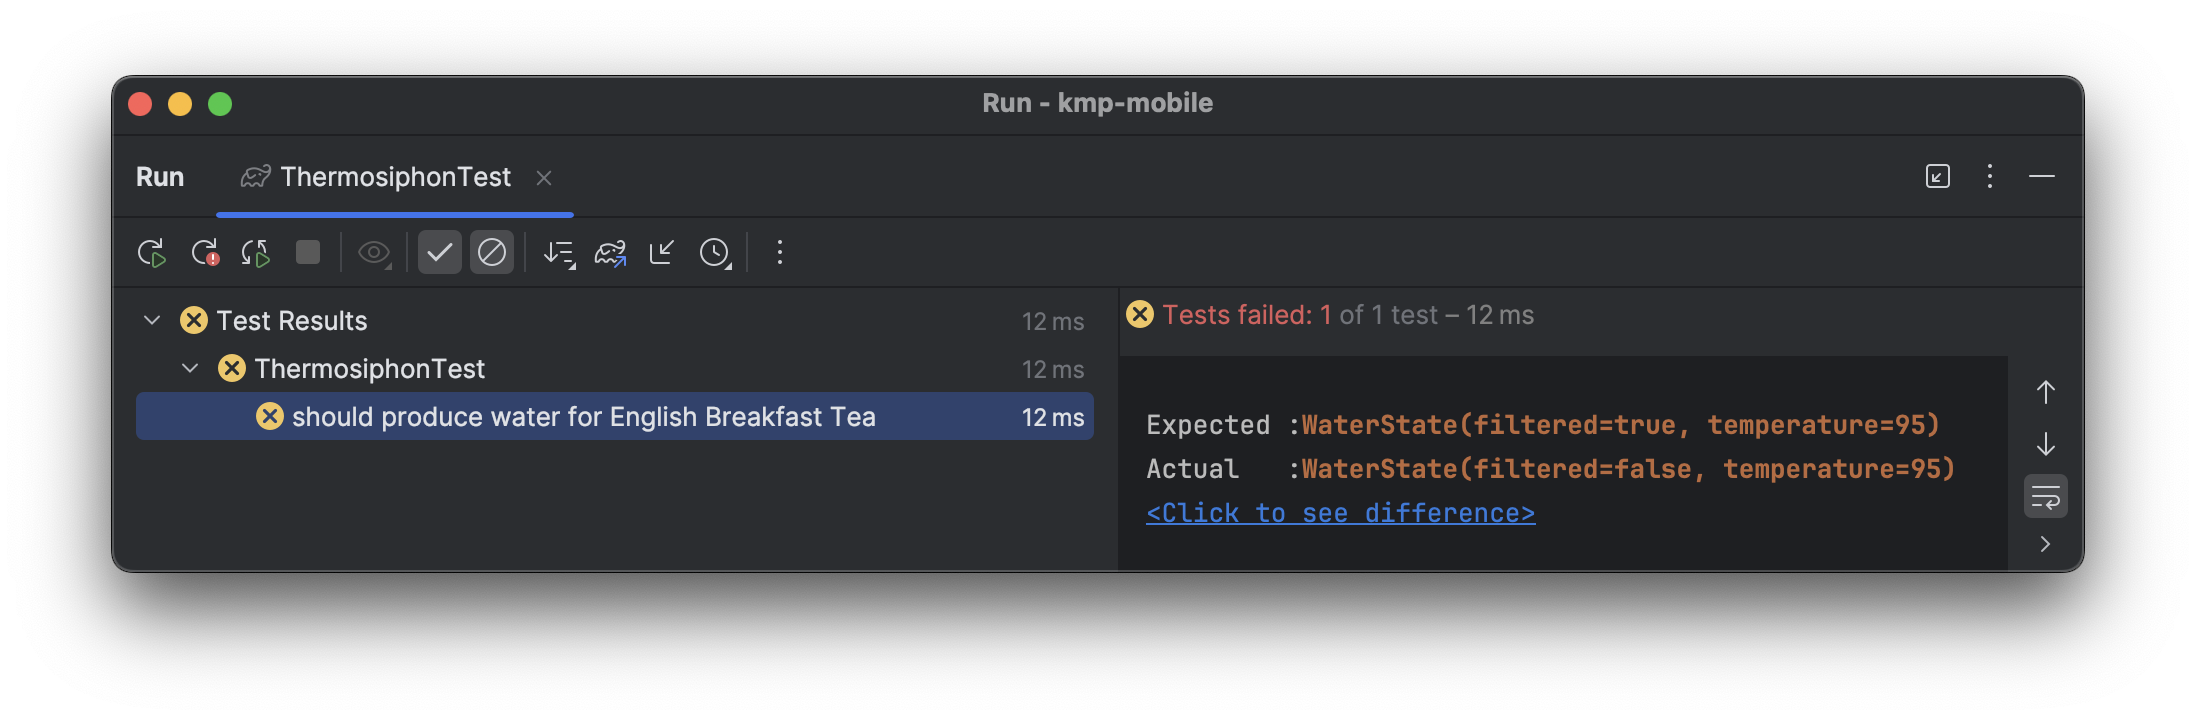 Run - kmp-mobile
Run ThermosiphonTest
Test Results 12 ms
ThermosiphonTest 12 ms
should produce water for English Breakfast Tea 12 ms
Tests failed: 1 of 1 test – 12 ms
Expected :WaterState(filtered=true, temperature=95)
Actual :WaterState(filtered=false, temperature=95)
<Click to see difference>